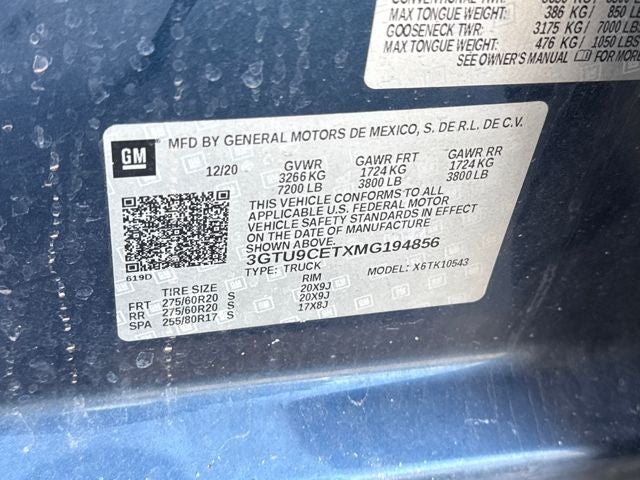 MAX TONGUE WEIGHT: 386 KG / 850 LB
GOOSENECK TWR: 3175 KG / 7000 LBS
MAX TONGUE WEIGHT: 476 KG / 1050 LBS
SEE OWNER'S MANUAL FOR MORE
GM
MFD BY GENERAL MOTORS DE MEXICO, S. DE R.L. DE C.V.
12/20 GVWR GAWR FRT GAWR RR
3266 KG 1724 KG 1724 KG
7200 LB 3800 LB 3800 LB
THIS VEHICLE CONFORMS TO ALL
APPLICABLE U.S. FEDERAL MOTOR
VEHICLE SAFETY STANDARDS IN EFFECT
ON THE DATE OF MANUFACTURE
SHOWN ABOVE.
3GTU9CETXMG194856
TYPE: TRUCK MODEL: X6TK10543
619D
TIRE SIZE RIM
FRT 275/60R20 S 20X9J
RR 275/60R20 S 20X9J
SPA 255/80R17 S 17X8J